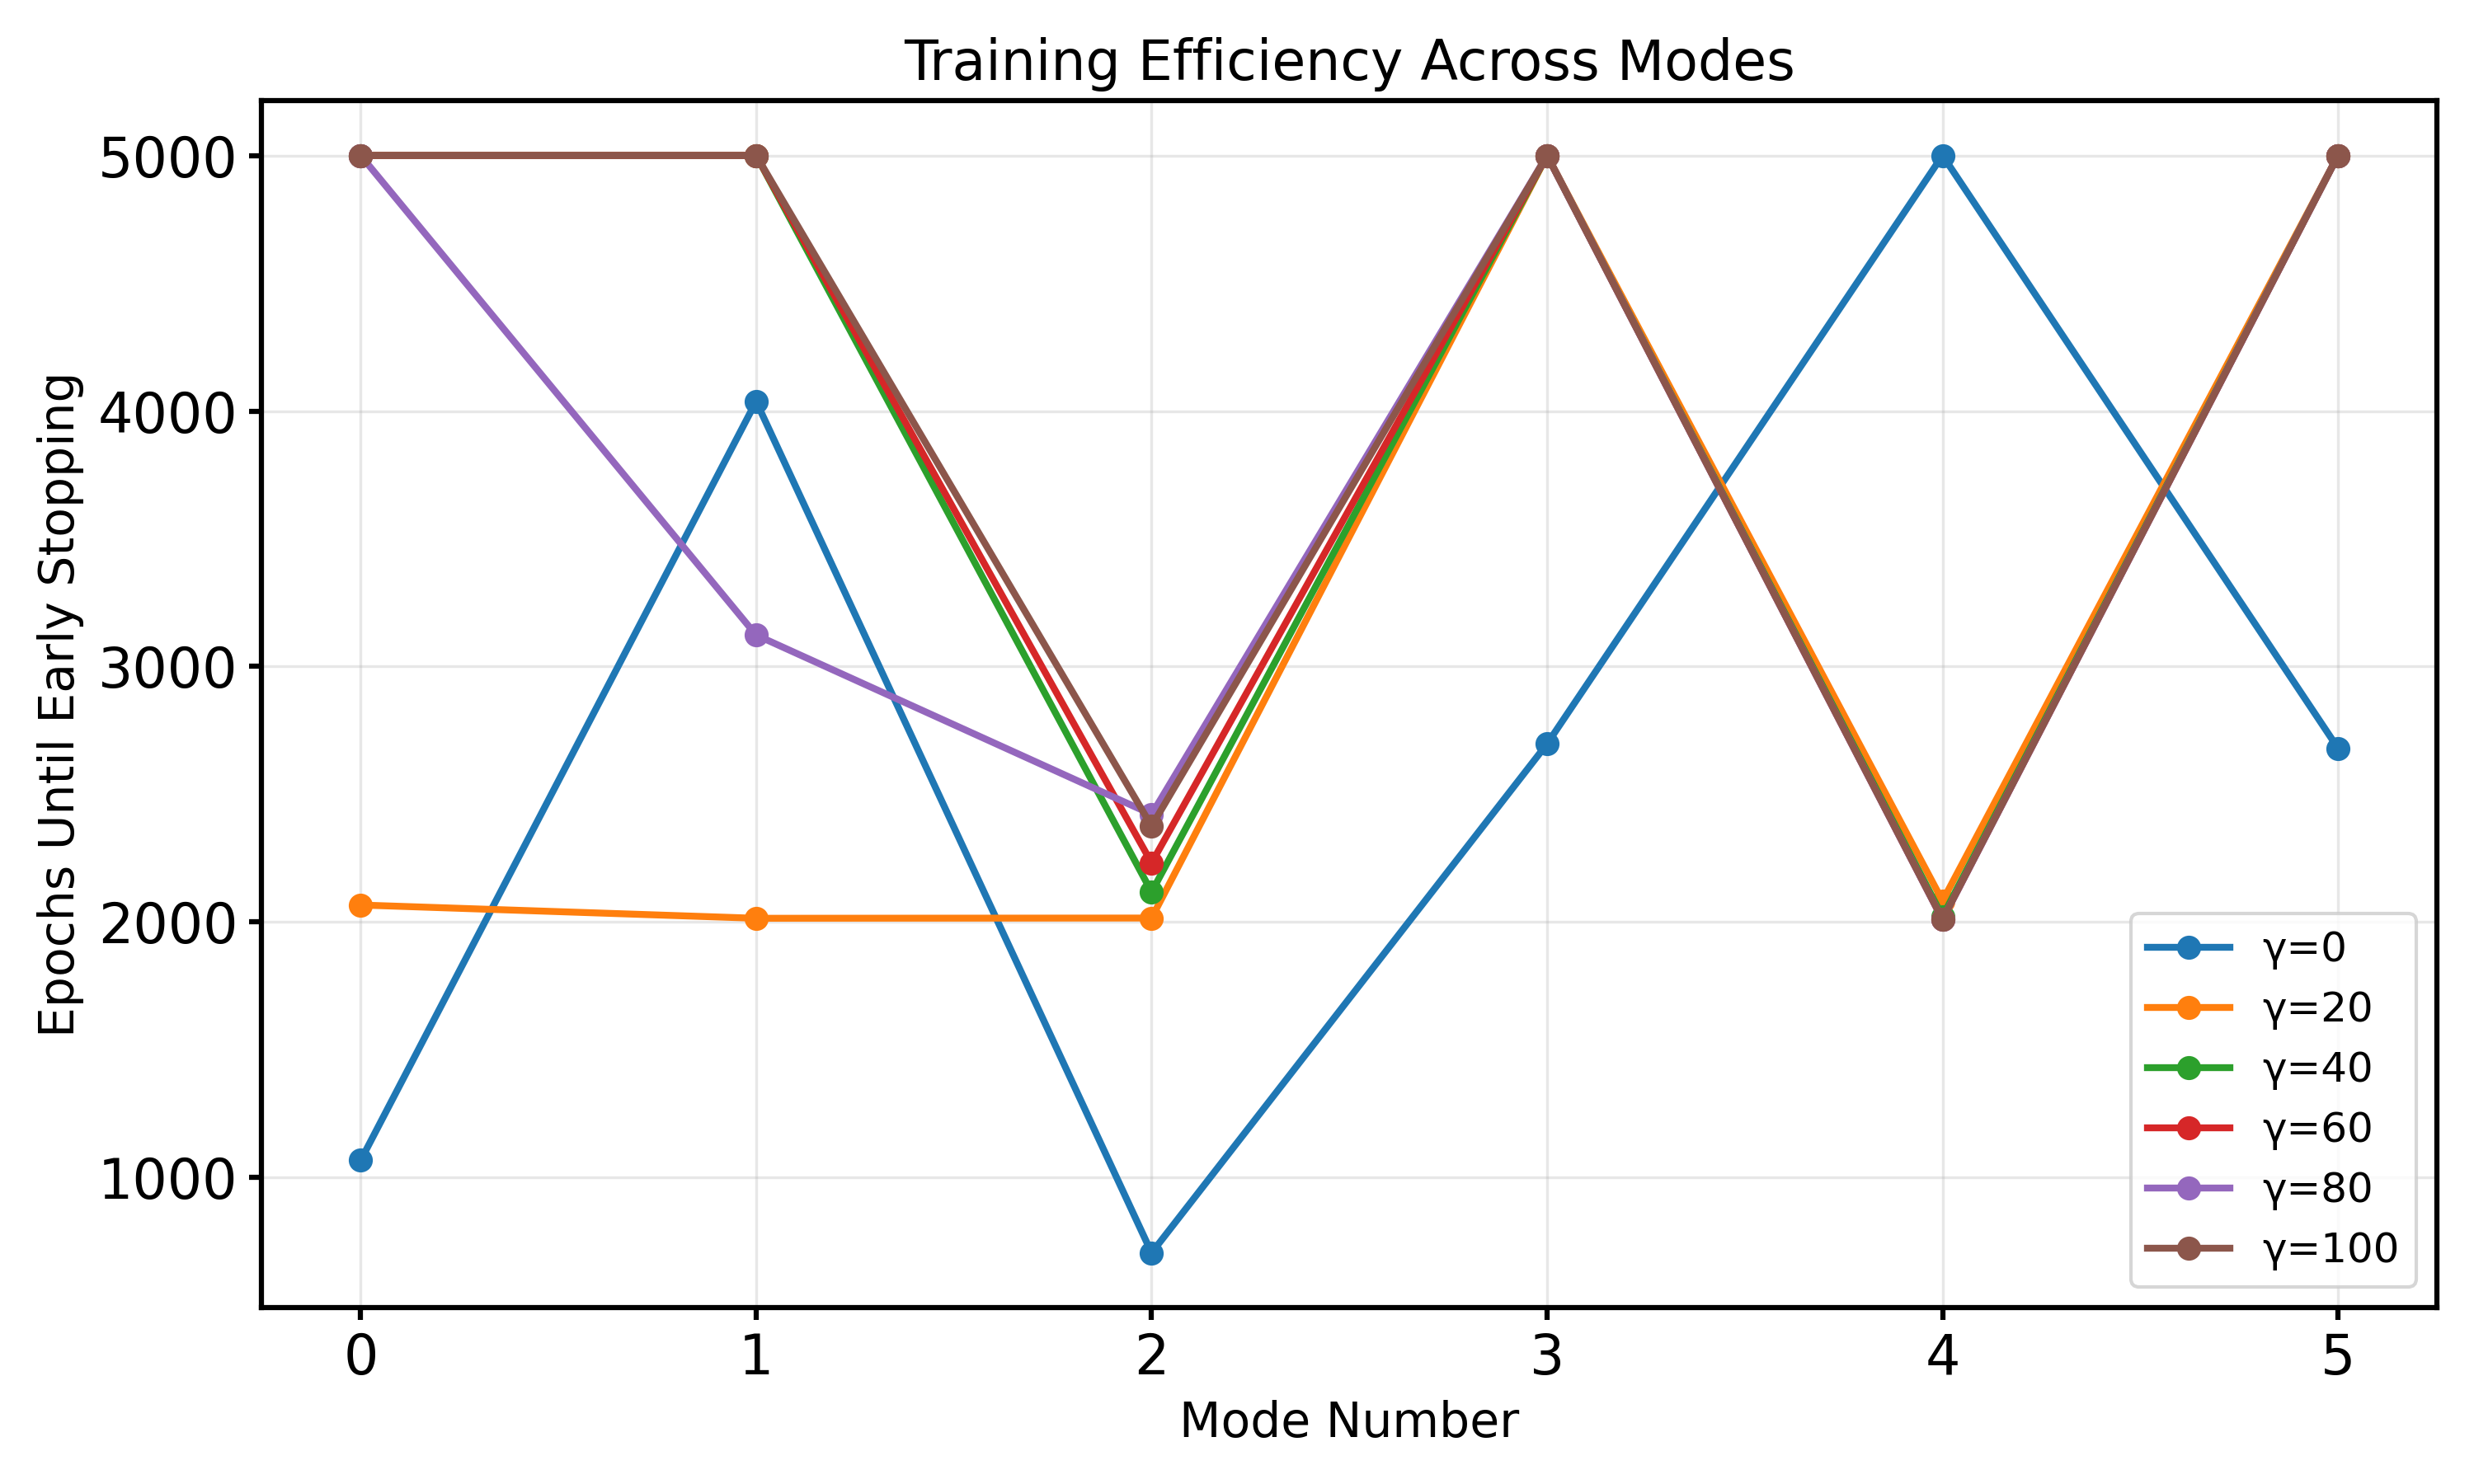 Training Efficiency Across Modes
Epochs Until Early Stopping
5000
4000
3000
2000
1000
0 1 2 3 4 5
Mode Number
γ=0
γ=20
γ=40
γ=60
γ=80
γ=100